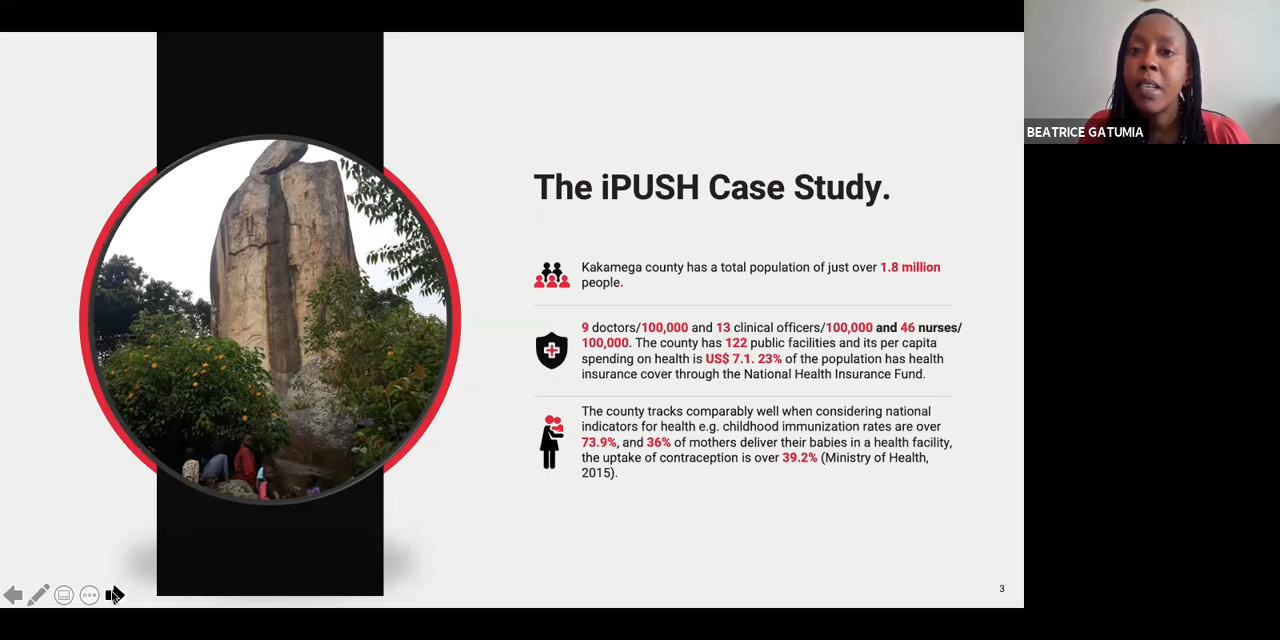 BEATRICE GATUMIA
The iPUSH Case Study.
Kakamega county has a total population of just over 1.8 million
people.
9 doctors/100,000 and 13 clinical officers/100,000 and 46 nurses/
100,000. The county has 122 public facilities and its per capita
spending on health is US$ 7.1. 23% of the population has health
insurance cover through the National Health Insurance Fund.
The county tracks comparably well when considering national
indicators for health e.g. childhood immunization rates are over
73.9%, and 36% of mothers deliver their babies in a health facility,
the uptake of contraception is over 39.2% (Ministry of Health,
2015).
3